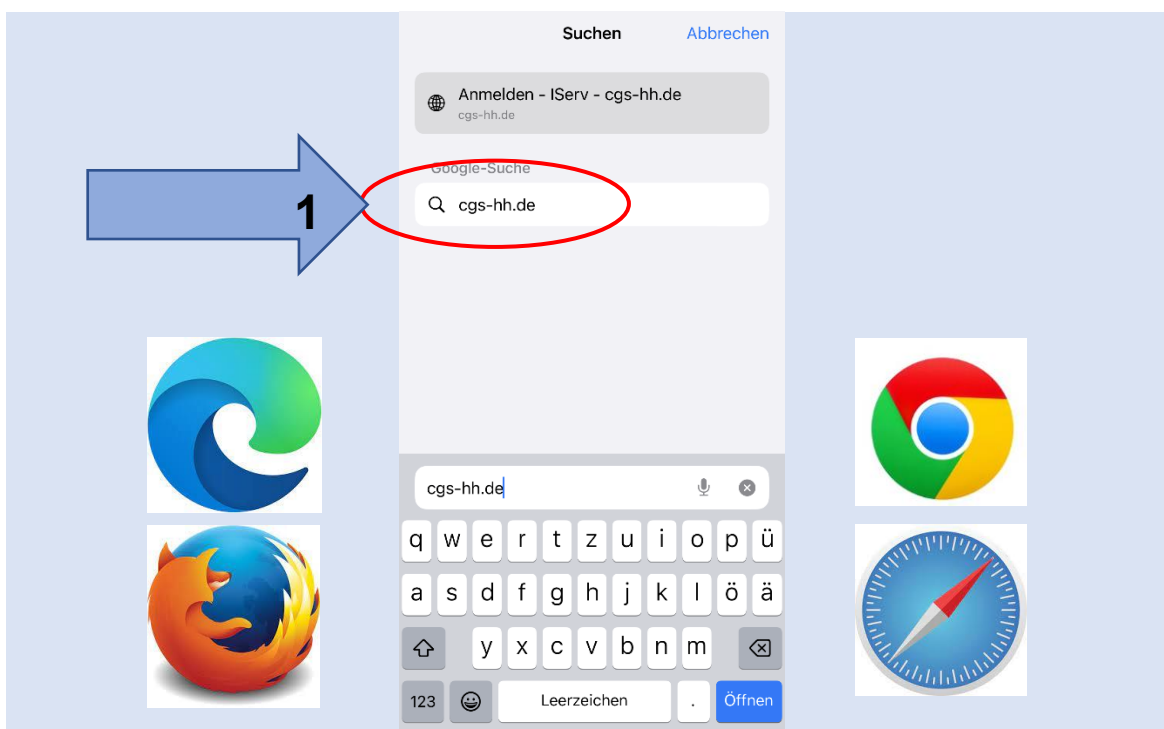 Suchen Abbrechen
Anmelden - IServ - cgs-hh.de
cgs-hh.de
Google-Suche
1
cgs-hh.de
cgs-hh.de
q w e r t z u i o p ü
a s d f g h j k l ö ä
y x c v b n m
123 Leerzeichen . Öffnen